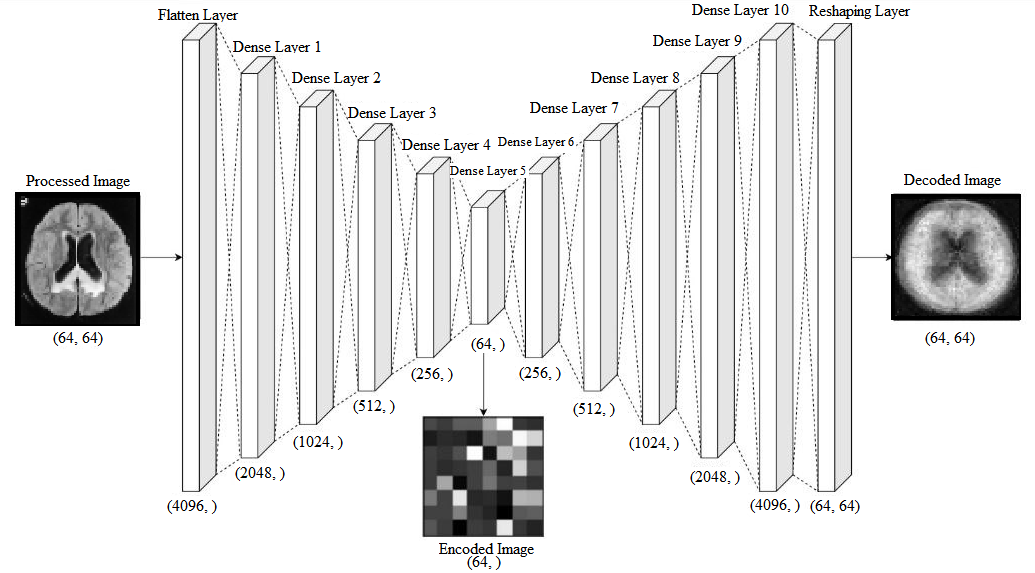 Flatten Layer
Dense Layer 1
Dense Layer 2
Dense Layer 3
Dense Layer 4
Dense Layer 5
Dense Layer 6
Dense Layer 7
Dense Layer 8
Dense Layer 9
Dense Layer 10
Reshaping Layer
Processed Image
(64, 64)
(4096, )
(2048, )
(1024, )
(512, )
(256, )
(64, )
(256, )
(512, )
(1024, )
(2048, )
(4096, )
(64, 64)
Decoded Image
(64, 64)
Encoded Image
(64, )